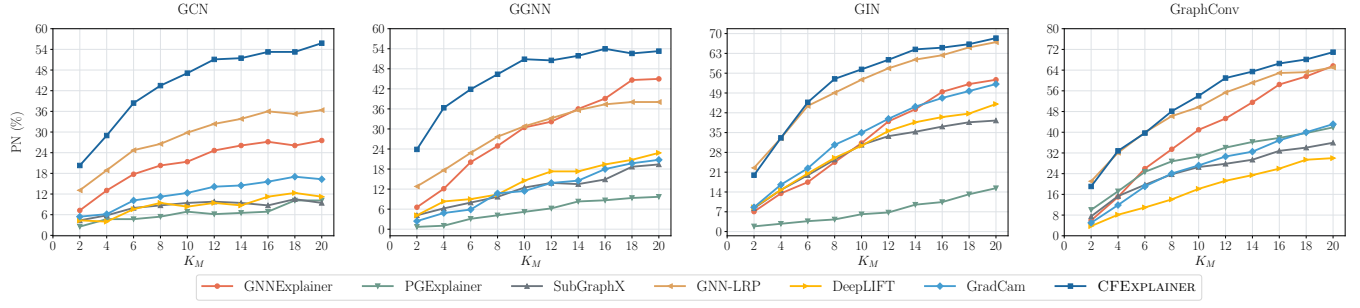 GCN GGNN GIN GraphConv
PN (%)
60 54 48 42 36 30 24 18 12 6 0
0 2 4 6 8 10 12 14 16 18 20
K_M
60 54 48 42 36 30 24 18 12 6 0
0 2 4 6 8 10 12 14 16 18 20
K_M
70 63 56 49 42 35 28 21 14 7 0
0 2 4 6 8 10 12 14 16 18 20
K_M
80 72 64 56 48 40 32 24 16 8 0
0 2 4 6 8 10 12 14 16 18 20
K_M
GNNExplainer PGExplainer SubGraphX GNN-LRP DeepLIFT GradCam CFEXPLAINER